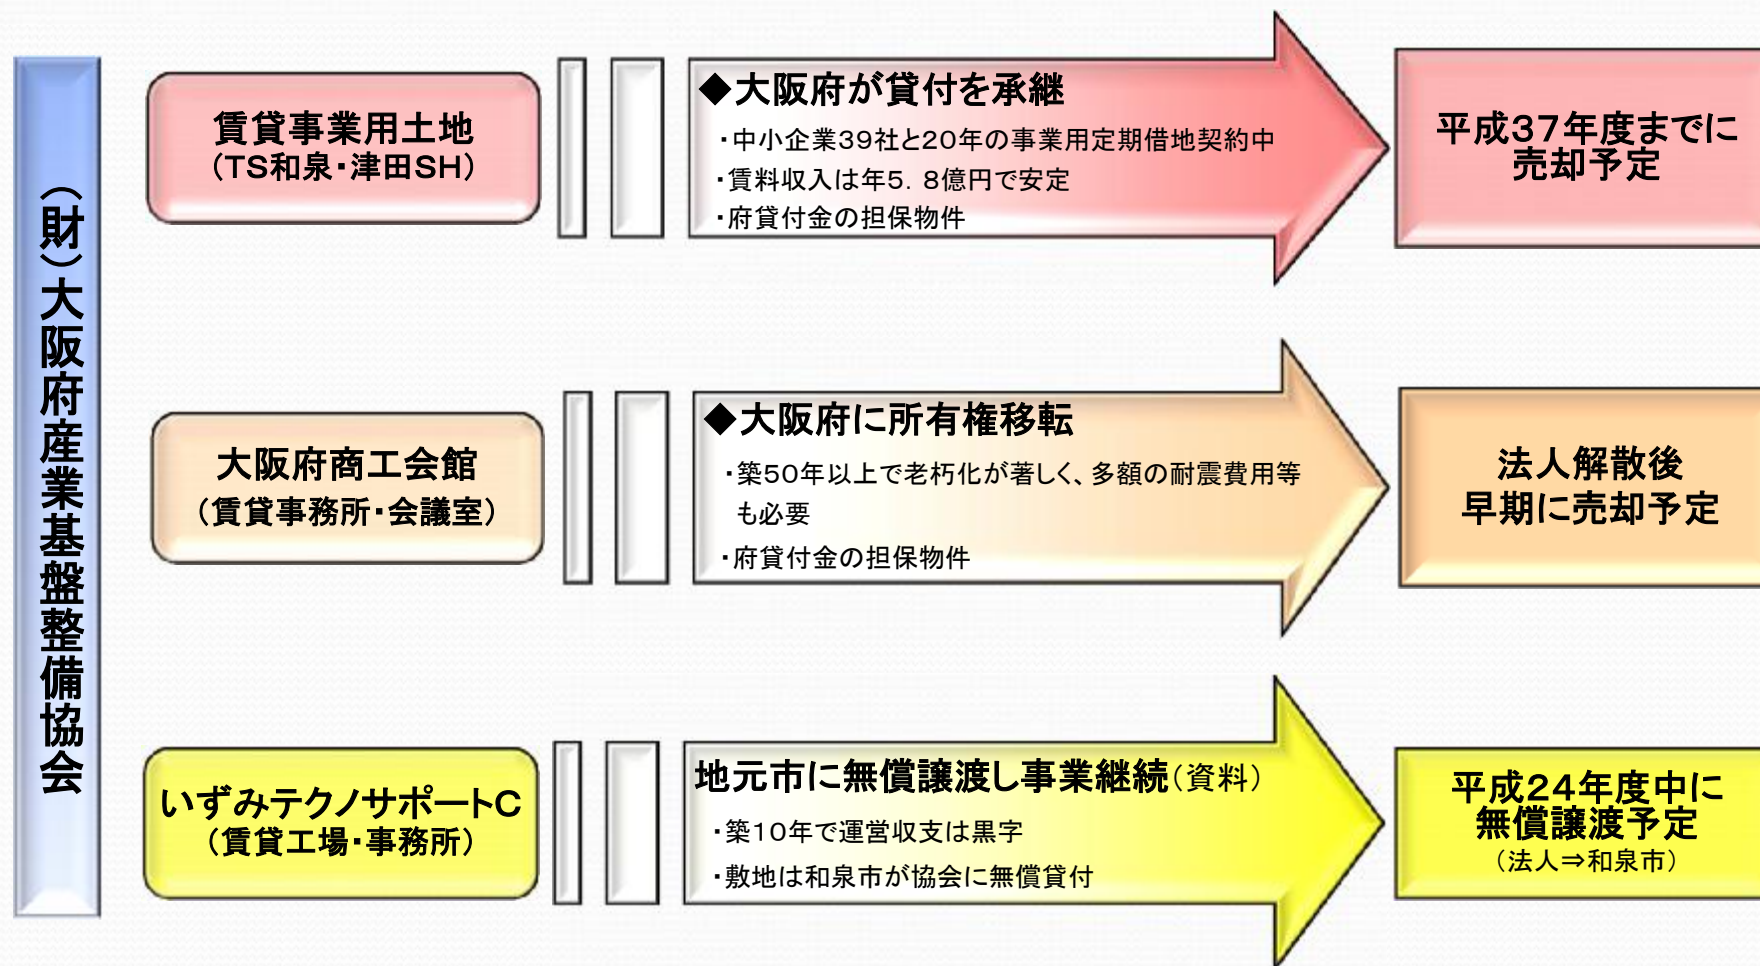 （財）大阪府産業基盤整備協会
賃貸事業用土地
（TS和泉・津田SH）
◆大阪府が貸付を承継
・中小企業39社と20年の事業用定期借地契約中
・賃料収入は年5．8億円で安定
・府貸付金の担保物件
平成37年度までに
売却予定
大阪府商工会館
（賃貸事務所・会議室）
◆大阪府に所有権移転
・築50年以上で老朽化が著しく、多額の耐震費用等
も必要
・府貸付金の担保物件
法人解散後
早期に売却予定
いずみテクノサポートC
（賃貸工場・事務所）
地元市に無償譲渡し事業継続（資料）
・築10年で運営収支は黒字
・敷地は和泉市が協会に無償貸付
平成24年度中に
無償譲渡予定
（法人⇒和泉市）